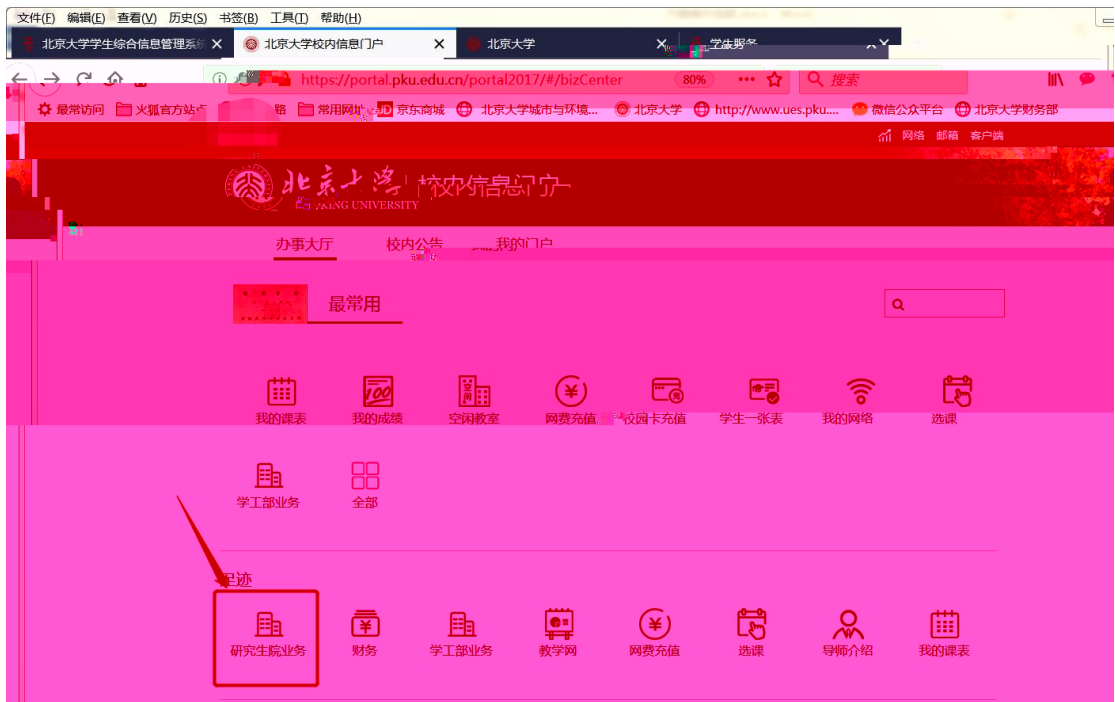 文件(F) 编辑(E) 查看(V) 历史(S) 书签(B) 工具(T) 帮助(H)
北京大学学生综合信息管理系统 北京大学校内信息门户 北京大学
https://portal.pku.edu.cn/portal2017/#/bizCenter 80% 搜索
最常访问 火狐官方站点 常用网址 京东商城 北京大学城市与环境... 北京大学 http://www.ues.pku.... 微信公众平台 北京大学财务部
网络 邮箱 客户端
北京大学 校内信息门户
办事大厅 校内公告 我的门户
最常用
我的课表 我的成绩 空闲教室 网费充值 校园卡充值 学生一张表 我的网络 选课
学工部业务 全部
足迹
研究生院业务 财务 学工部业务 教学网 网费充值 选课 导师介绍 我的课表